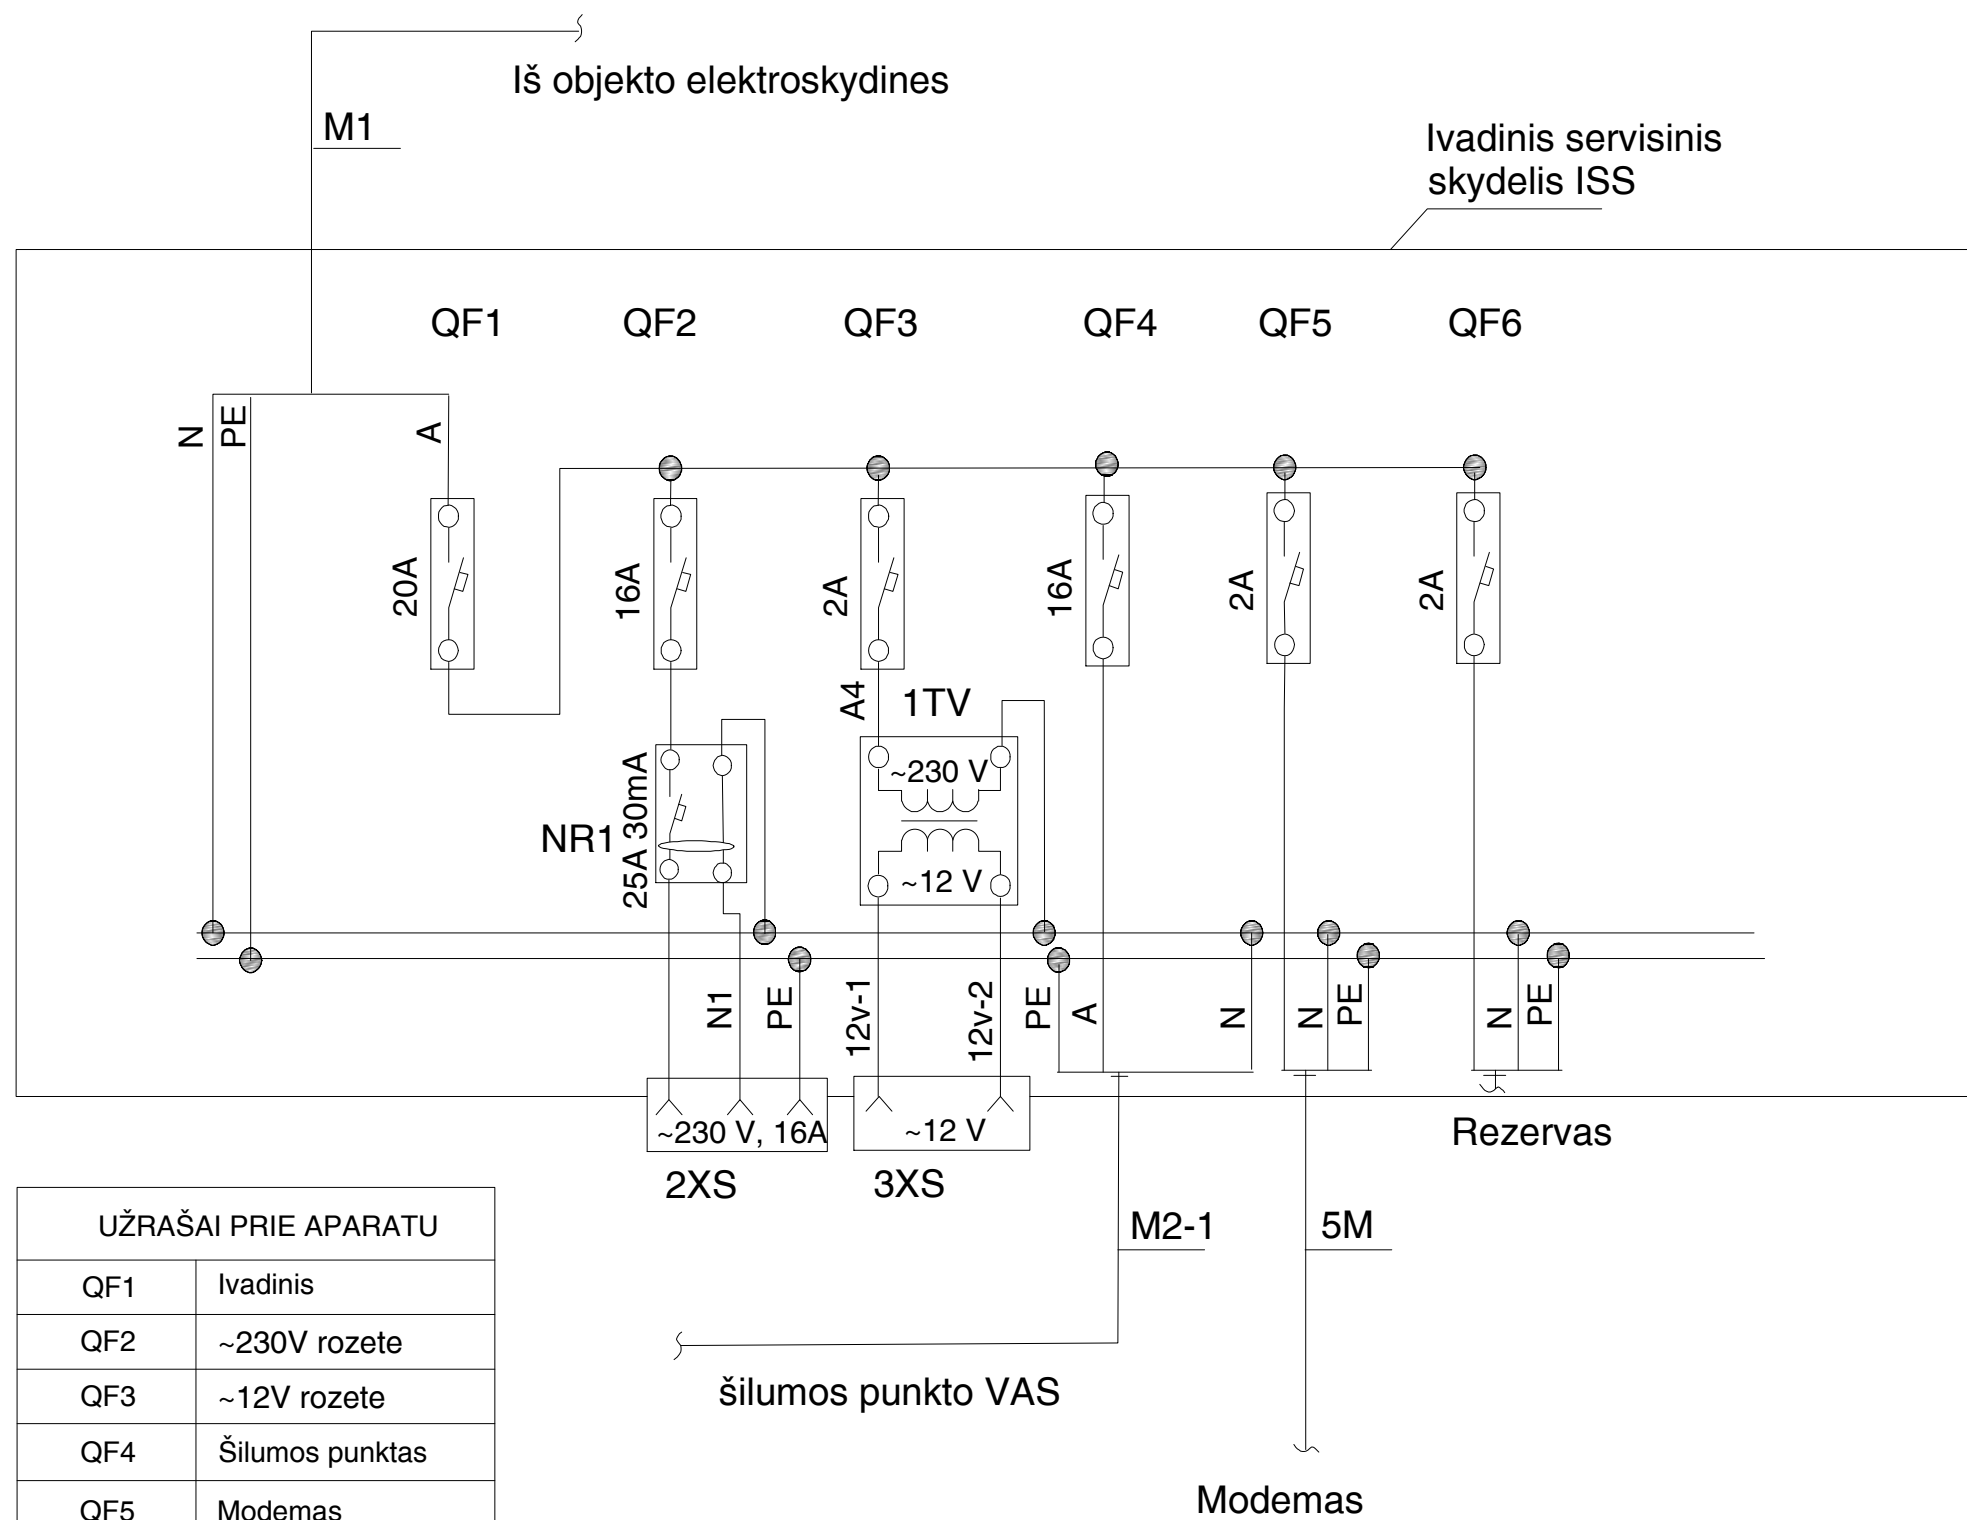 Iš objekto elektroskydines
M1
Ivadinis servisinis
skydelis ISS
QF1 QF2 QF3 QF4 QF5 QF6
N PE A
20A 16A 2A 16A 2A 2A
A4 1TV
~230 V
NR1 25A 30mA
~12 V
N1 PE 12v-1 12v-2 PE A N N PE N PE
~230 V, 16A ~12 V
Rezervas
2XS 3XS
M2-1 5M
šilumos punkto VAS
Modemas
UŽRAŠAI PRIE APARATU
QF1 Ivadinis
QF2 ~230V rozete
QF3 ~12V rozete
QF4 Šilumos punktas
QF5 Modemas